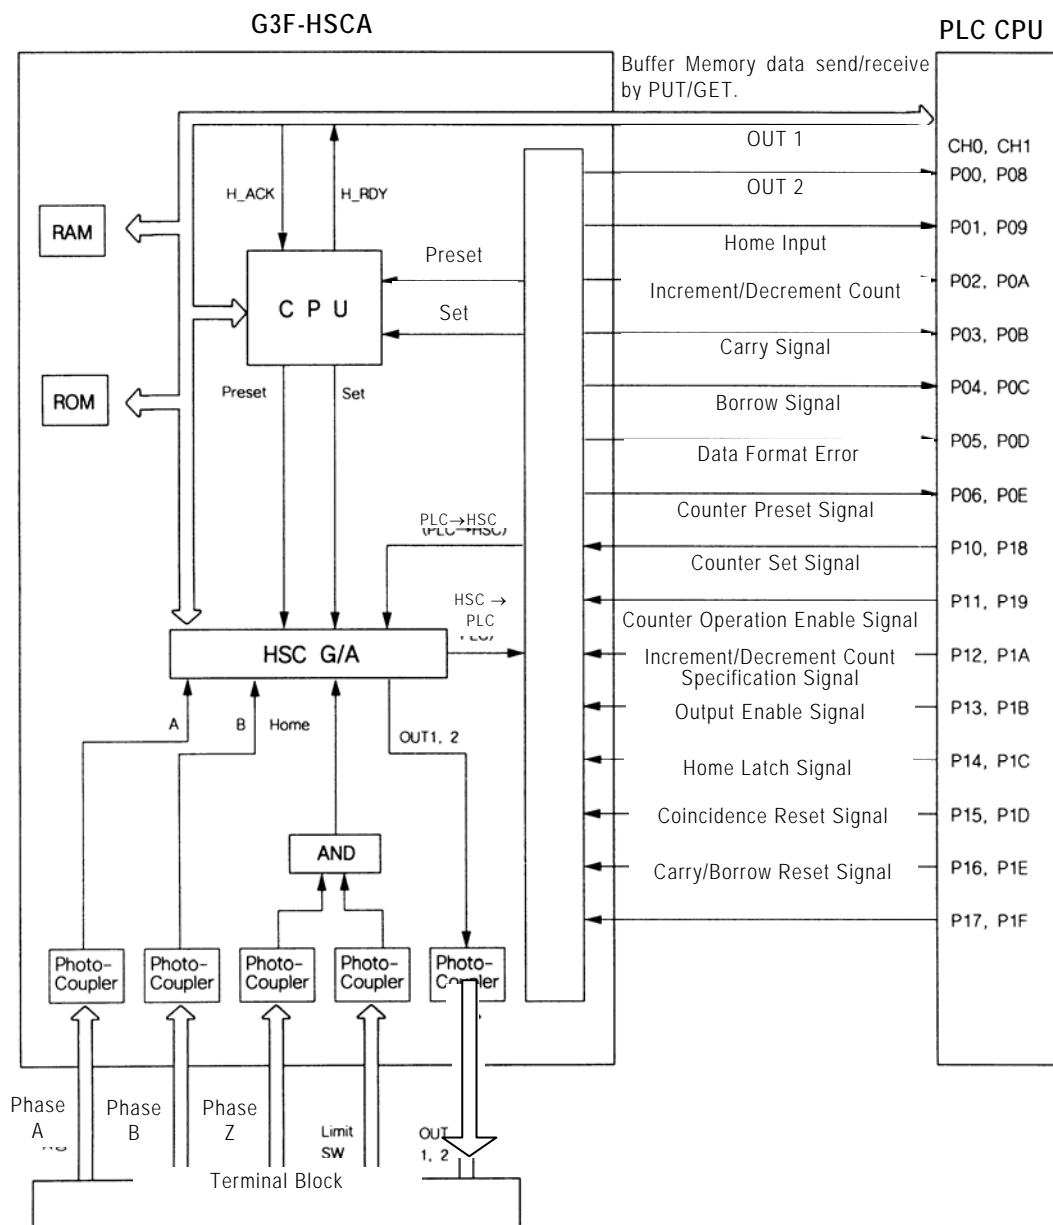 G3F-HSCA
PLC CPU
Buffer Memory data send/receive
by PUT/GET.
OUT 1
CH0, CH1
P00, P08
OUT 2
H_ACK
H_RDY
RAM
P01, P09
Home Input
Preset
P02, P0A
Increment/Decrement Count
C P U
Set
P03, P0B
Carry Signal
Preset
Set
P04, P0C
ROM
Borrow Signal
P05, P0D
Data Format Error
P06, P0E
Counter Preset Signal
PLC→HSC
(PLC→HSC)
P10, P18
Counter Set Signal
HSC →
PLC
PLC)
P11, P19
Counter Operation Enable Signal
HSC G/A
Increment/Decrement Count
Specification Signal
P12, P1A
A
B
Home
OUT1, 2
Output Enable Signal
P13, P1B
P14, P1C
Home Latch Signal
Coincidence Reset Signal
P15, P1D
AND
Carry/Borrow Reset Signal
P16, P1E
P17, P1F
Photo-
Coupler
Photo-
Coupler
Photo-
Coupler
Photo-
Coupler
Photo-
Coupler
Phase
A
Phase
B
Phase
Z
Limit
SW
OUT
1, 2
Terminal Block